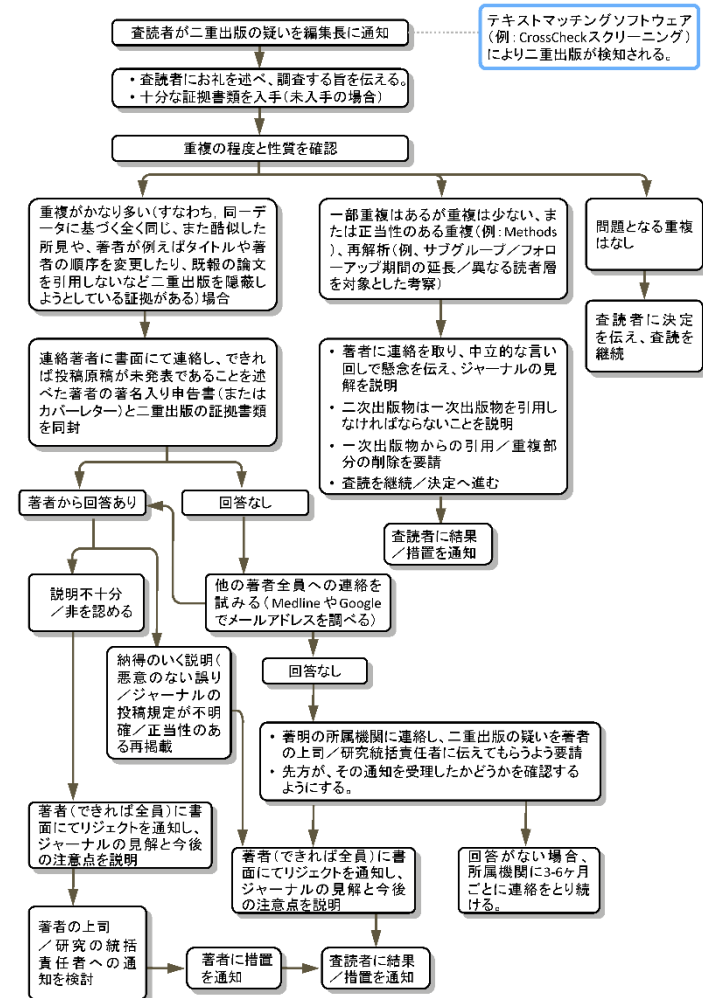 査読者が二重出版の疑いを編集長に通知
テキストマッチングソフトウェア
(例:CrossCheckスクリーニング)
により二重出版が検知される。
・査読者にお礼を述べ、調査する旨を伝える。
・十分な証拠書類を入手(未入手の場合)
重複の程度と性質を確認
重複がかなり多い(すなわち, 同一デー
タに基づく全く同じ、また酷似した
所見や、著者が例えばタイトルや著
者の順序を変更したり、既報の論文
を引用しないなど二重出版を隠蔽し
ようとしている証拠がある)場合
一部重複はあるが重複は少ない、ま
たは正当性のある重複(例:Methods
)、再解析(例、サブグループ/フォロ
ーアップ期間の延長/異なる読者層
を対象とした考察)
問題となる重複
はなし
査読者に決定
を伝え、査読を
継続
連絡著者に書面にて連絡し、できれ
ば投稿原稿が未発表であることを述
べた著者の著名入り申告書(または
カバーレター)と二重出版の証拠書類
を同封
・著者に連絡を取り、中立的な言い
回しで懸念を伝え、ジャーナルの見
解を説明
・二次出版物は一次出版物を引用し
なければならないことを説明
・一次出版物からの引用/重複部
分の削除を要請
・査読を継続/決定へ進む
著者から回答あり
回答なし
査読者に結果
/措置を通知
説明不十分
/非を認める
他の著者全員への連絡を
試みる(MedlineやGoogle
でメールアドレスを調べる)
納得のいく説明(
悪意のない誤り
/ジャーナルの
投稿規定が不明
確/正当性のあ
る再掲載
回答なし
・著明の所属機関に連絡し、二重出版の疑いを著者
の上司/研究統括責任者に伝えてもらうよう要請
・先方が、その通知を受理したかどうかを確認する
ようにする。
著者(できれば全員)に書
面にてリジェクトを通知し、
ジャーナルの見解と今後
の注意点を説明
著者(できれば全員)に書
面にてリジェクトを通知し、
ジャーナルの見解と今後
の注意点を説明
回答がない場合、
所属機関に3-6ヶ月
ごとに連絡をとり続
ける。
著者の上司
/研究の統括
責任者への通
知を検討
著者に措置
を通知
査読者に結果
/措置を通知